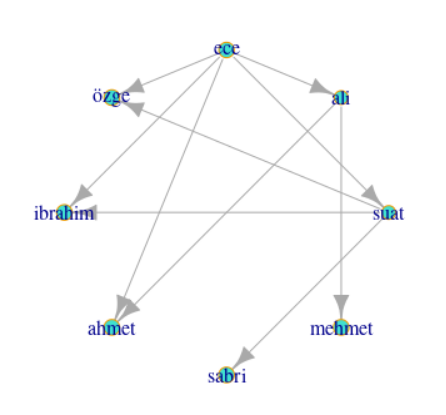 ece
özge
ali
ibrahim
suat
ahmet
mehmet
sabri